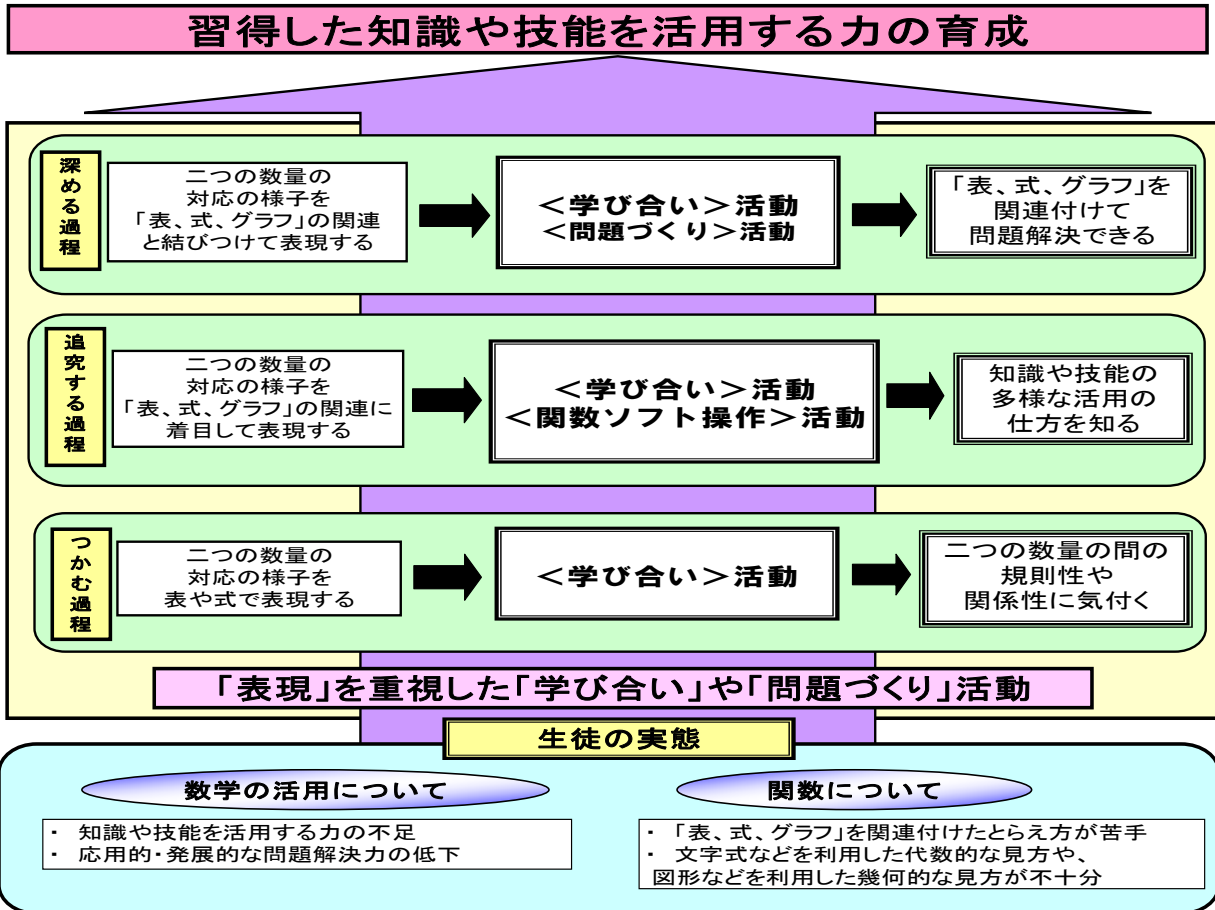 習得した知識や技能を活用する力の育成
深める過程
二つの数量の
対応の様子を
「表、式、グラフ」の関連
と結びつけて表現する
＜学び合い＞活動
＜問題づくり＞活動
「表、式、グラフ」を
関連付けて
問題解決できる
追究する過程
二つの数量の
対応の様子を
「表、式、グラフ」の関連に
着目して表現する
＜学び合い＞活動
＜関数ソフト操作＞活動
知識や技能の
多様な活用の
仕方を知る
つかむ過程
二つの数量の
対応の様子を
表や式で表現する
＜学び合い＞活動
二つの数量の間の
規則性や
関係性に気付く
「表現」を重視した「学び合い」や「問題づくり」活動
生徒の実態
数学の活用について
・ 知識や技能を活用する力の不足
・ 応用的・発展的な問題解決力の低下
関数について
・ 「表、式、グラフ」を関連付けたとらえ方が苦手
・ 文字式などを利用した代数的な見方や、
図形などを利用した幾何的な見方が不十分